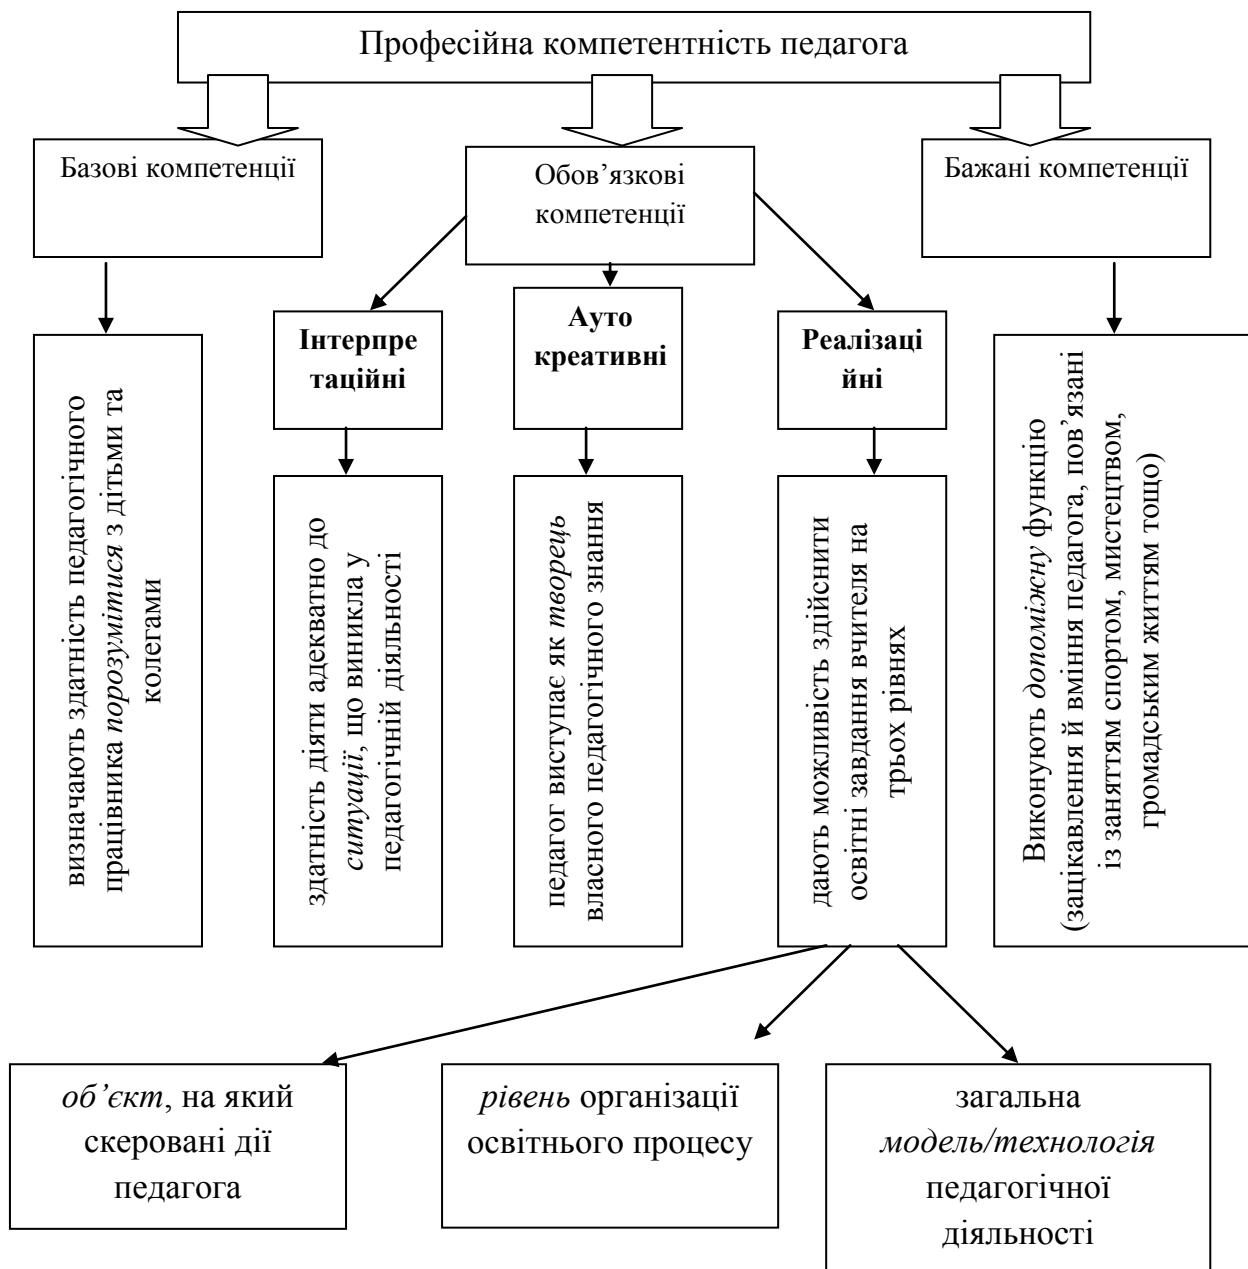 Професійна компетентність педагога
Базові компетенції
Обов’язкові
компетенції
Бажані компетенції
Інтерпре
таційні
Ауто
креативні
Реалізаці
йні
визначають здатність педагогічного
працівника порозумітися з дітьми та
колегами
здатність діяти адекватно до
ситуації, що виникла у
педагогічній діяльності
педагог виступає як творець
власного педагогічного знання
дають можливість здійснити
освітні завдання вчителя на
трьох рівнях
Виконують допоміжну функцію
(зацікавлення й вміння педагога, пов’язані
із заняттям спортом, мистецтвом,
громадським життям тощо)
об’єкт, на який
скеровані дії
педагога
рівень організації
освітнього процесу
загальна
модель/технологія
педагогічної
діяльності